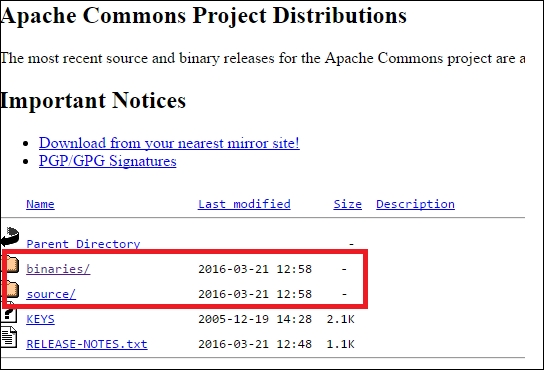 Apache Commons Project Distributions
The most recent source and binary releases for the Apache Commons project are a
Important Notices
Download from your nearest mirror site!
PGP/GPG Signatures
Name Last modified Size Description
Parent Directory -
binaries/ 2016-03-21 12:58 -
source/ 2016-03-21 12:58 -
? KEYS 2005-12-19 14:28 2.1K
RELEASE-NOTES.txt 2016-03-21 12:48 1.1K